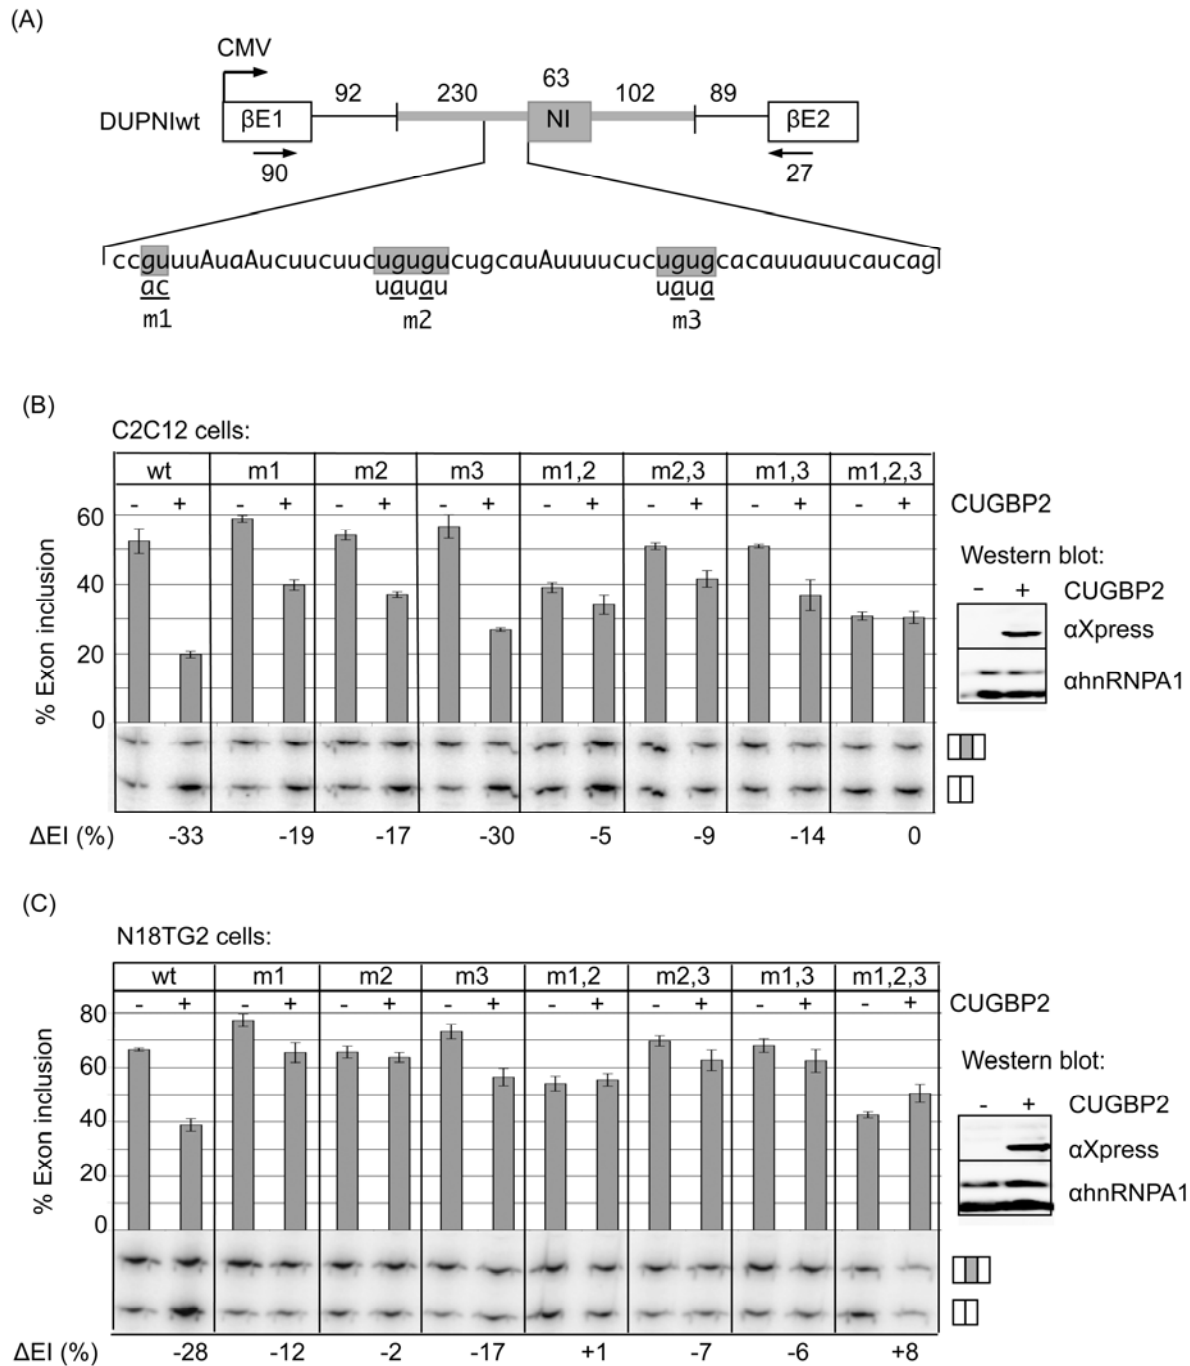 (A)
CMV
63
92 230 102 89
DUPNIwt βE1 NI βE2
90 27
ccguuuAuaAucuucuucugugucugcauAuuuucucugugcacauuauucaucag
ac uauau uaua
m1 m2 m3
(B)
C2C12 cells:
wt m1 m2 m3 m1,2 m2,3 m1,3 m1,2,3
- + - + - + - + - + - + - + - + CUGBP2
60
40
20
0
% Exon inclusion
Western blot:
- + CUGBP2
αXpress
αhnRNPA1
ΔEI (%) -33 -19 -17 -30 -5 -9 -14 0
(C)
N18TG2 cells:
wt m1 m2 m3 m1,2 m2,3 m1,3 m1,2,3
- + - + - + - + - + - + - + - + CUGBP2
80
60
40
20
0
% Exon inclusion
Western blot:
- + CUGBP2
αXpress
αhnRNPA1
ΔEI (%) -28 -12 -2 -17 +1 -7 -6 +8